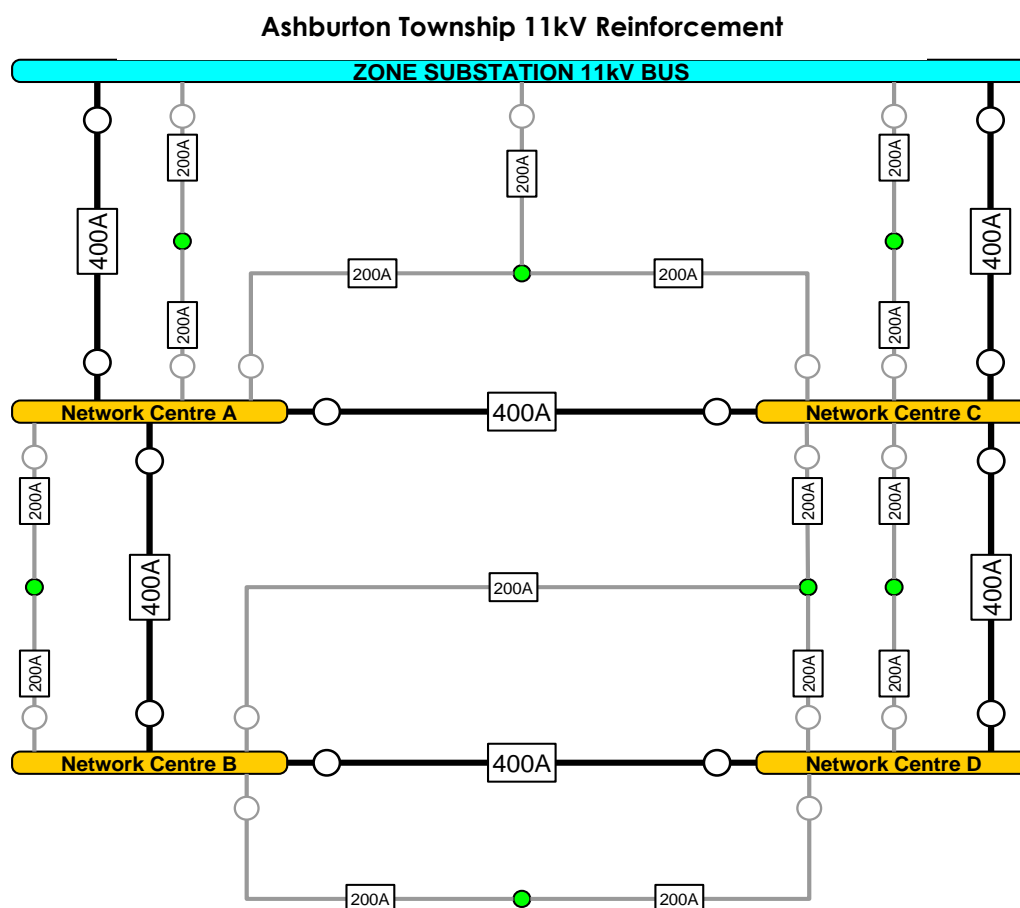 Ashburton Township 11kV Reinforcement
ZONE SUBSTATION 11kV BUS
200A
200A
200A
400A
400A
200A
200A
200A
200A
Network Centre A
400A
Network Centre C
200A
200A
200A
400A
200A
400A
200A
200A
200A
Network Centre B
400A
Network Centre D
200A
200A